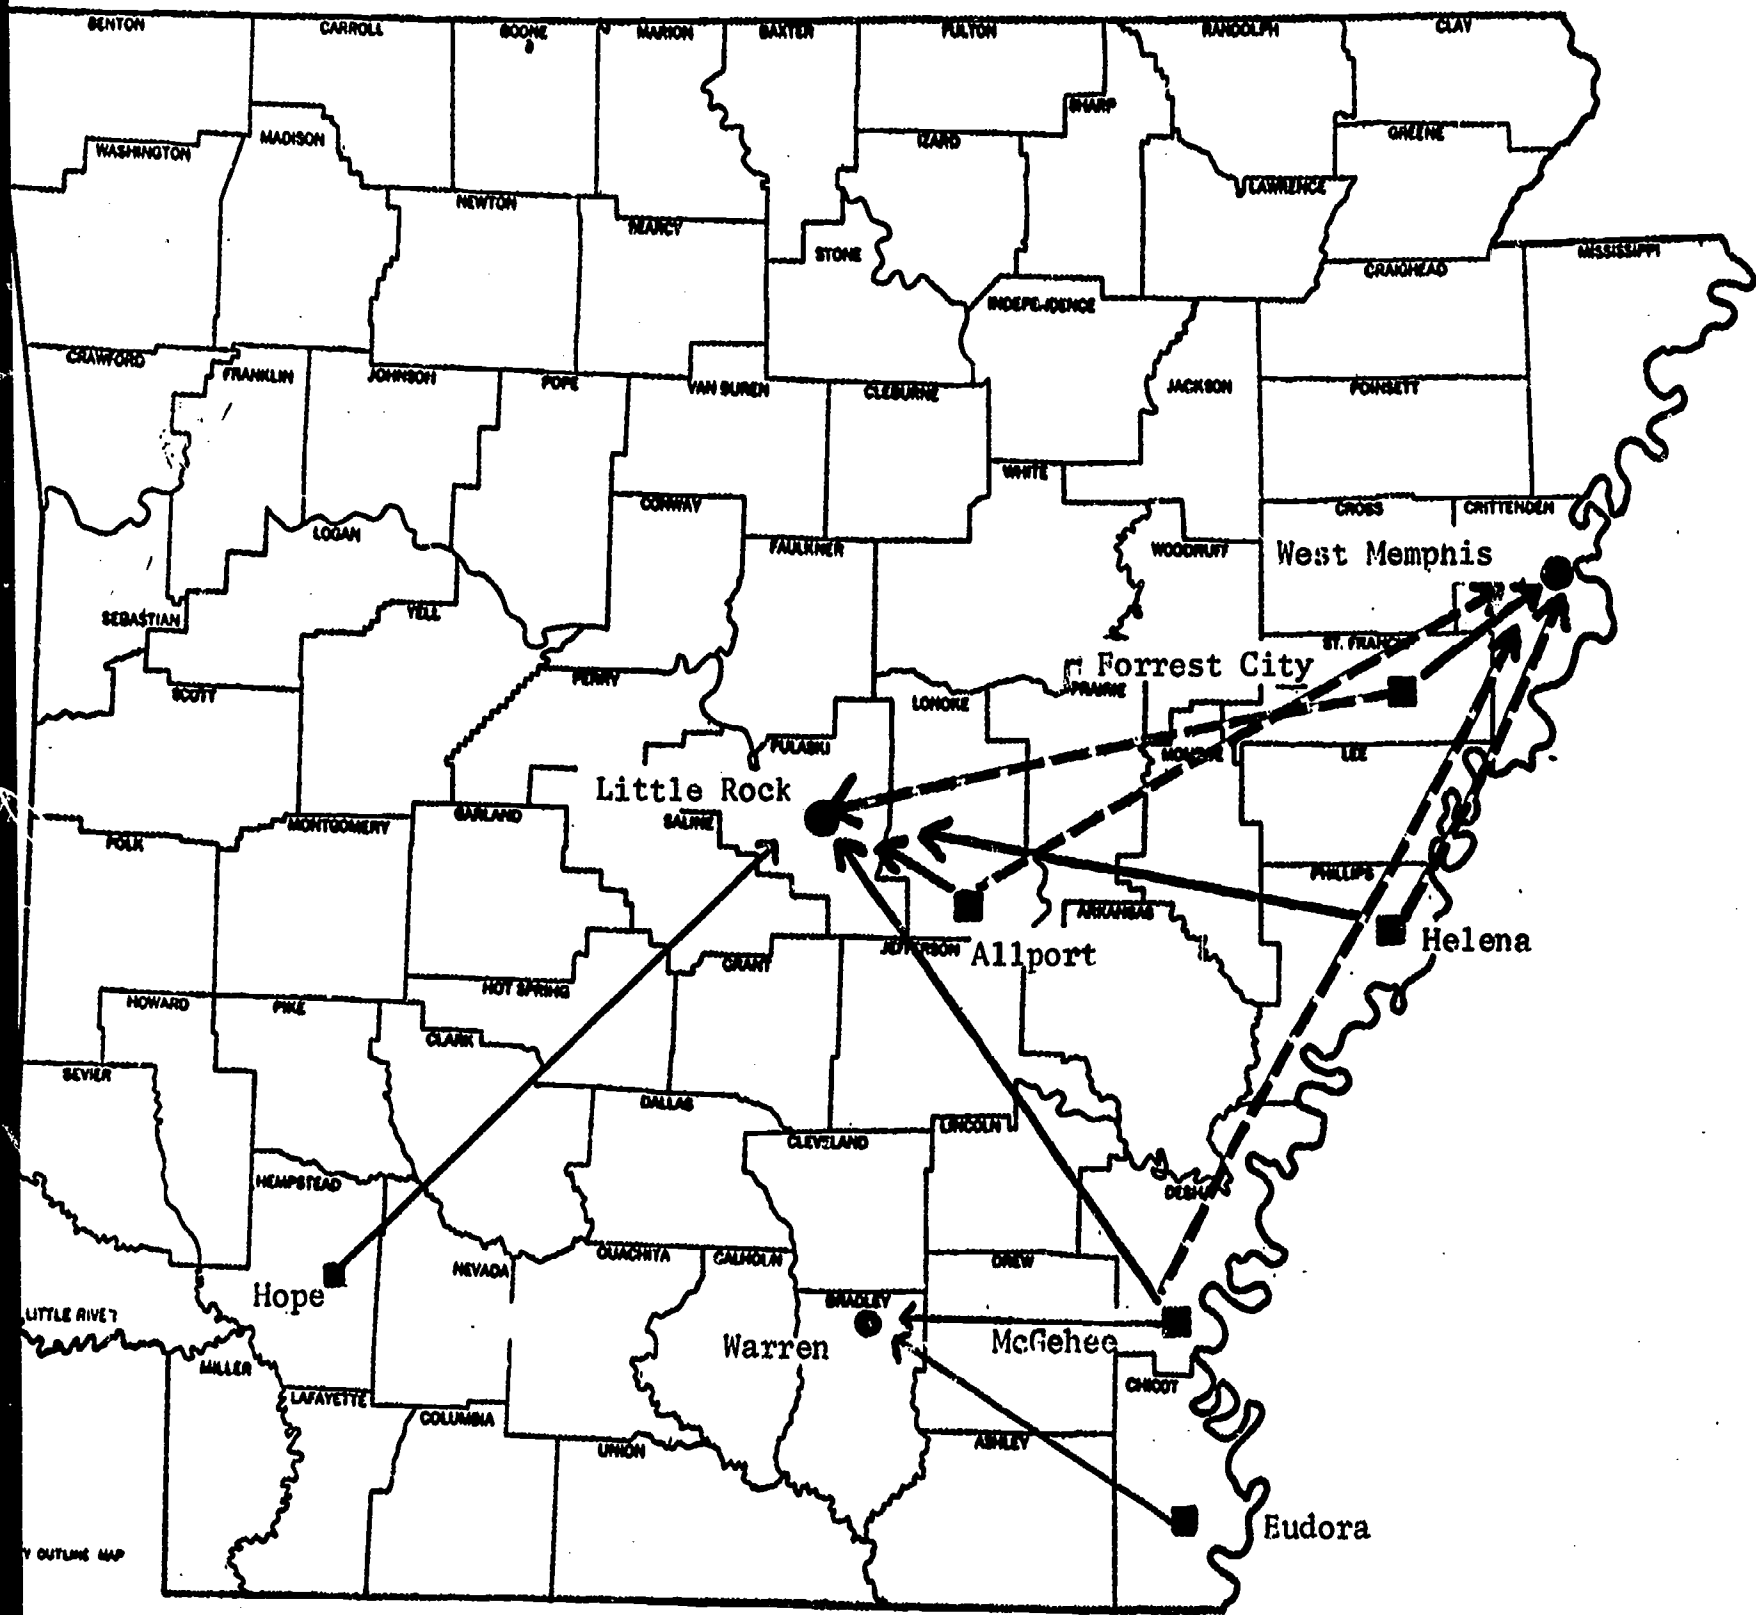 BENTON
CARROLL
BOONE
MARION
BAXTER
FULTON
RANDOLPH
CLAY
SHARP
MADISON
WASHINGTON
IZARD
GREENE
LAWRENCE
NEWTON
STONE
MISSISSIPPI
CRAIGHEAD
INDEPENDENCE
CRAWFORD
FRANKLIN
JOHNSON
POPE
VAN BUREN
CLEBURNE
JACKSON
POINSETT
WHITE
CONWAY
CROSS
CRITTENDEN
LOGAN
FAULKNER
WOODRUFF
West Memphis
SEBASTIAN
YELL
ST. FRANCIS
Forrest City
SCOTT
PERRY
PRAIRIE
LONOKE
PULASKI
MONROE
LEE
Little Rock
GARLAND
SALINE
MONTGOMERY
POLK
PHILLIPS
ARKANSAS
Helena
JEFFERSON
Allport
GRANT
HOT SPRING
HOWARD
PIKE
CLARK
SEVIER
DALLAS
LINCOLN
CLEVELAND
HEMPSTEAD
DESHA
OUACHITA
CALHOUN
DREW
NEVADA
Hope
BRADLEY
LITTLE RIVER
Warren
McGehee
MILLER
CHICOT
LAFAYETTE
COLUMBIA
UNION
ASHLEY
Eudora
Y OUTLINE MAP